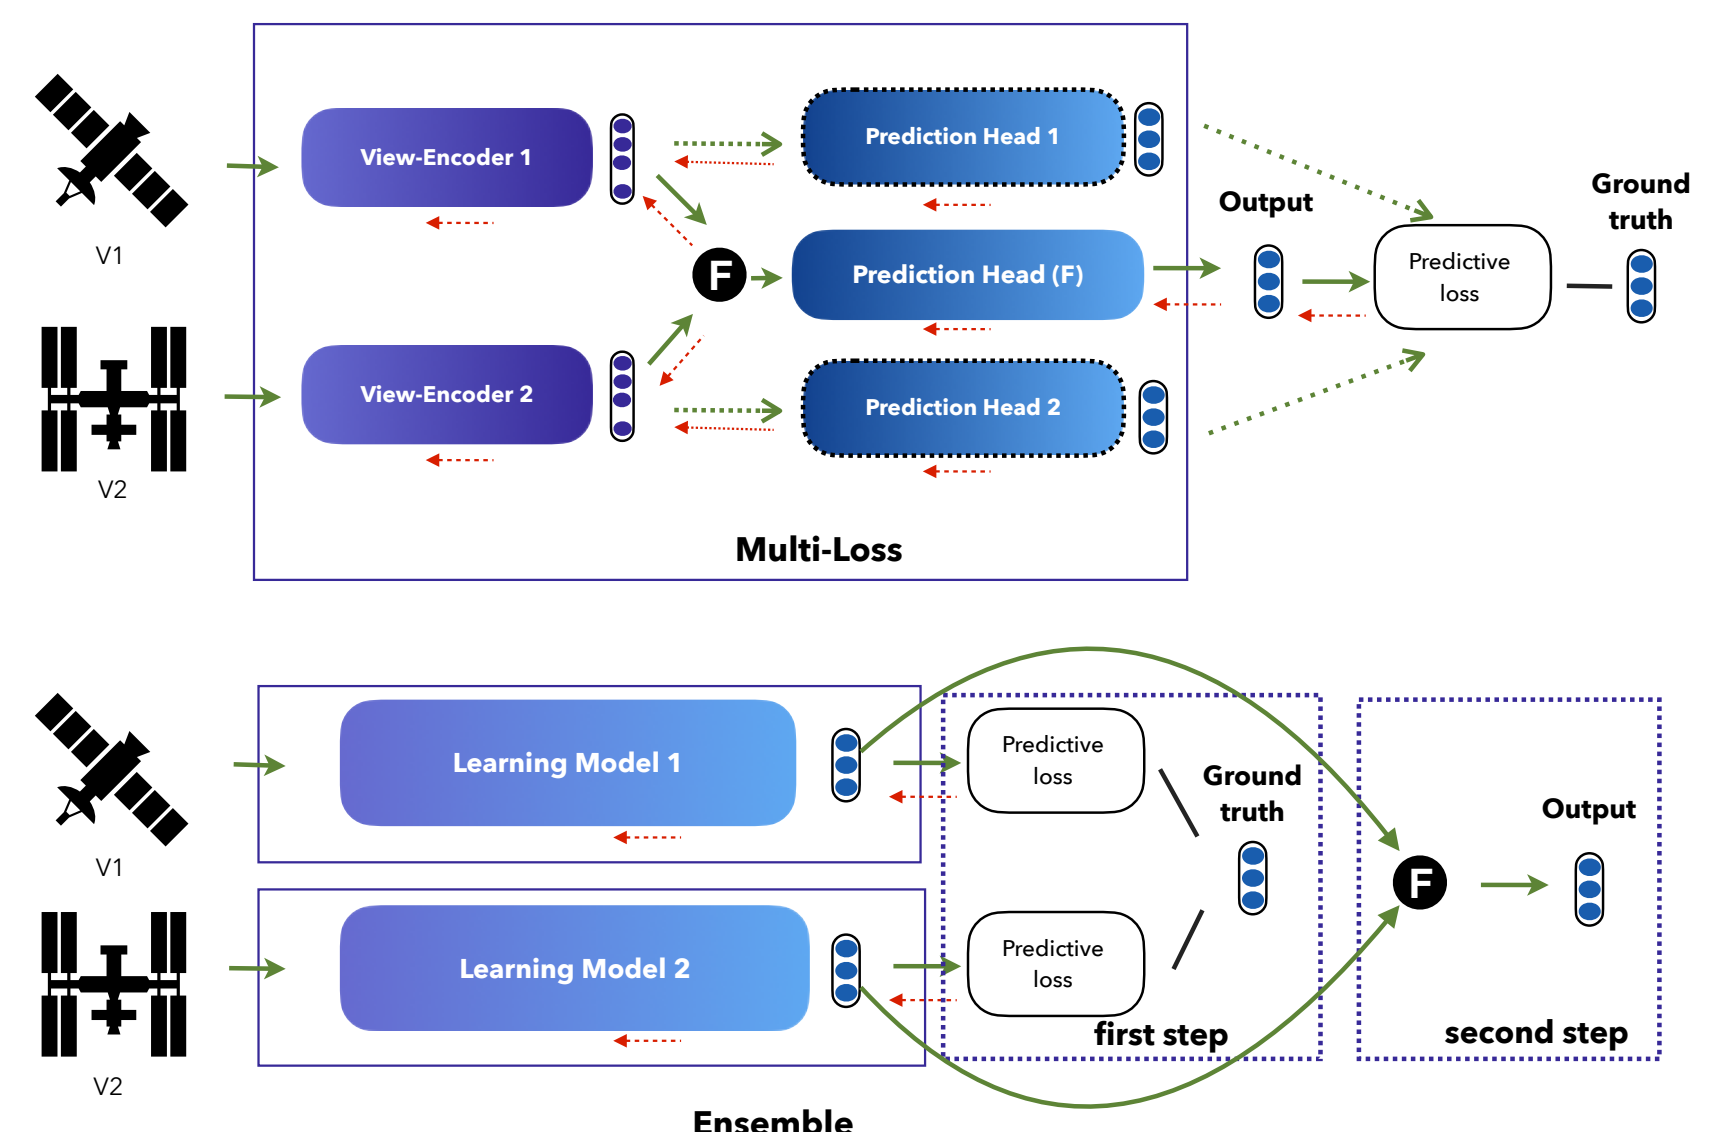 V1
View-Encoder 1
Prediction Head 1
Output
Ground
truth
F
Prediction Head (F)
Predictive
loss
V2
View-Encoder 2
Prediction Head 2
Multi-Loss
V1
Learning Model 1
Predictive
loss
Ground
truth
Output
F
V2
Learning Model 2
Predictive
loss
first step
second step
Ensemble